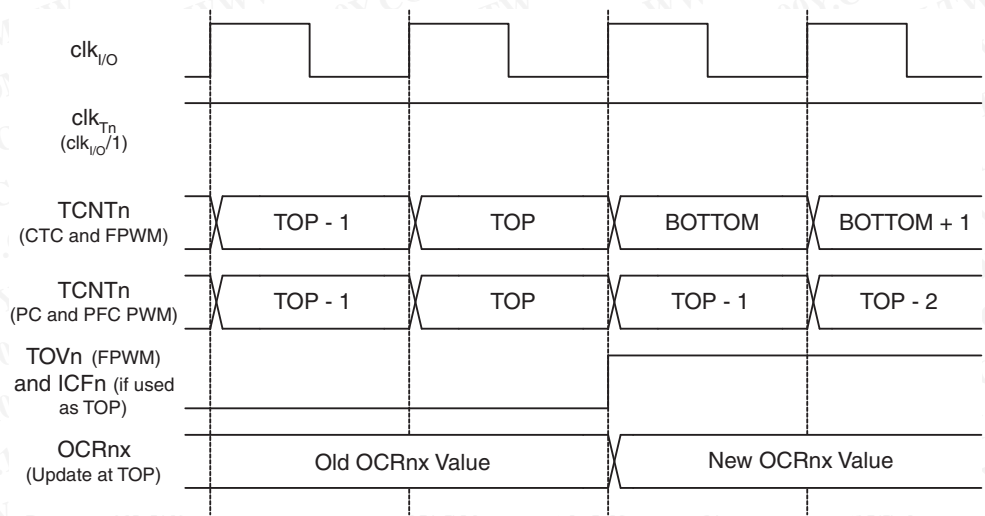 clkI/O
clkTn
(clkI/O/1)
TCNTn
(CTC and FPWM)
TOP - 1
TOP
BOTTOM
BOTTOM + 1
TCNTn
(PC and PFC PWM)
TOP - 1
TOP
TOP - 1
TOP - 2
TOVn (FPWM)
and ICFn (if used
as TOP)
OCRnx
(Update at TOP)
Old OCRnx Value
New OCRnx Value